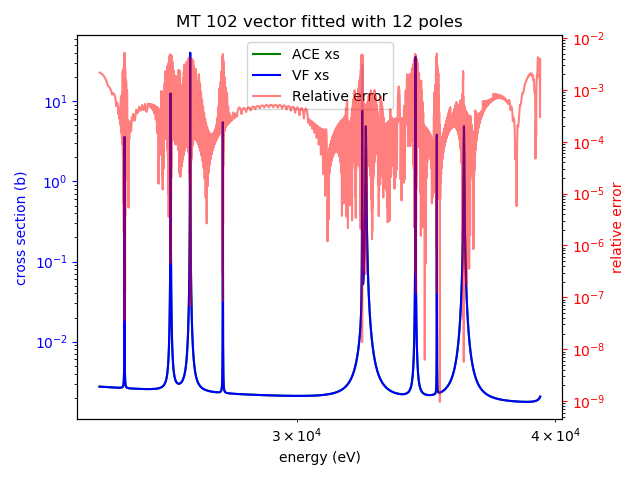 MT 102 vector fitted with 12 poles
ACE xs
VF xs
Relative error
cross section (b)
10¹
10⁰
10⁻¹
10⁻²
relative error
10⁻²
10⁻³
10⁻⁴
10⁻⁵
10⁻⁶
10⁻⁷
10⁻⁸
10⁻⁹
3 × 10⁴
4 × 10⁴
energy (eV)